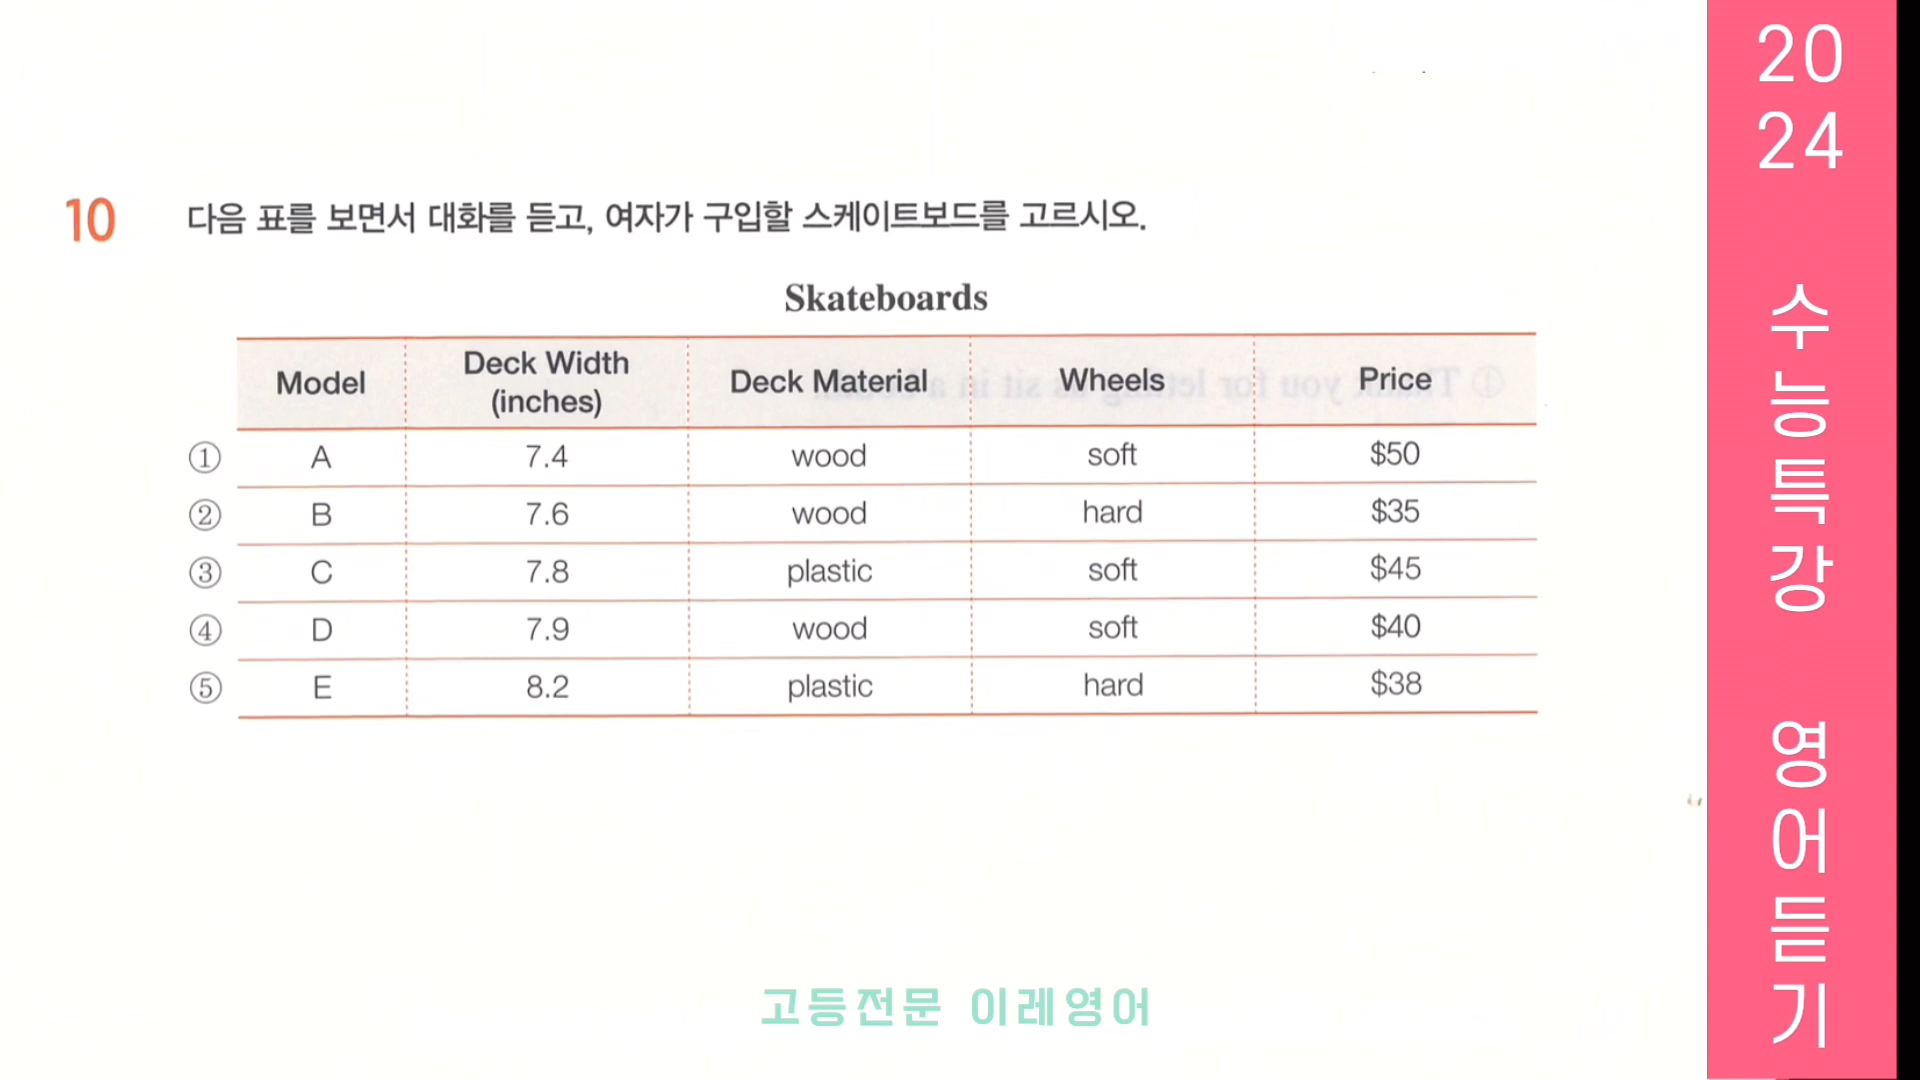 10 다음 표를 보면서 대화를 듣고, 여자가 구입할 스케이트보드를 고르시오.
Skateboards
Model Deck Width (inches) Deck Material Wheels Price
① A 7.4 wood soft $50
② B 7.6 wood hard $35
③ C 7.8 plastic soft $45
④ D 7.9 wood soft $40
⑤ E 8.2 plastic hard $38
고등전문 이레영어
2024 수능특강 영어듣기